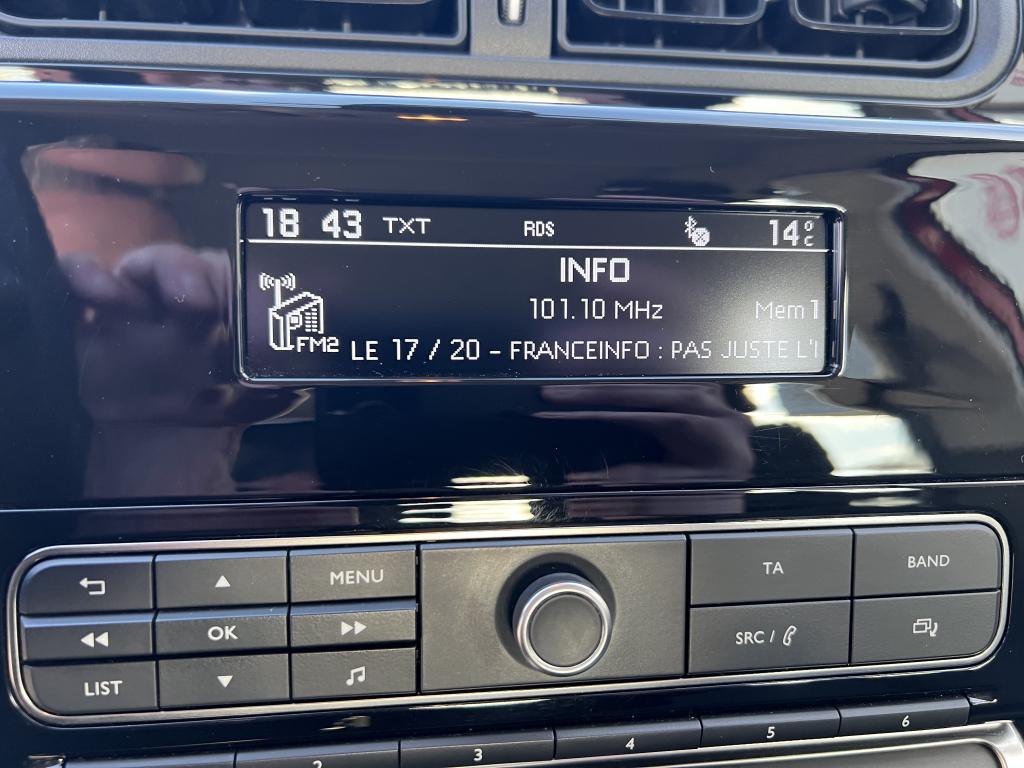 18 43 TXT RDS 14°C
INFO
101.10 MHz Mem 1
FM2 LE 17 / 20 - FRANCEINFO : PAS JUSTE L'I
MENU
TA
BAND
OK
SRC /
LIST
2
3
4
5
6